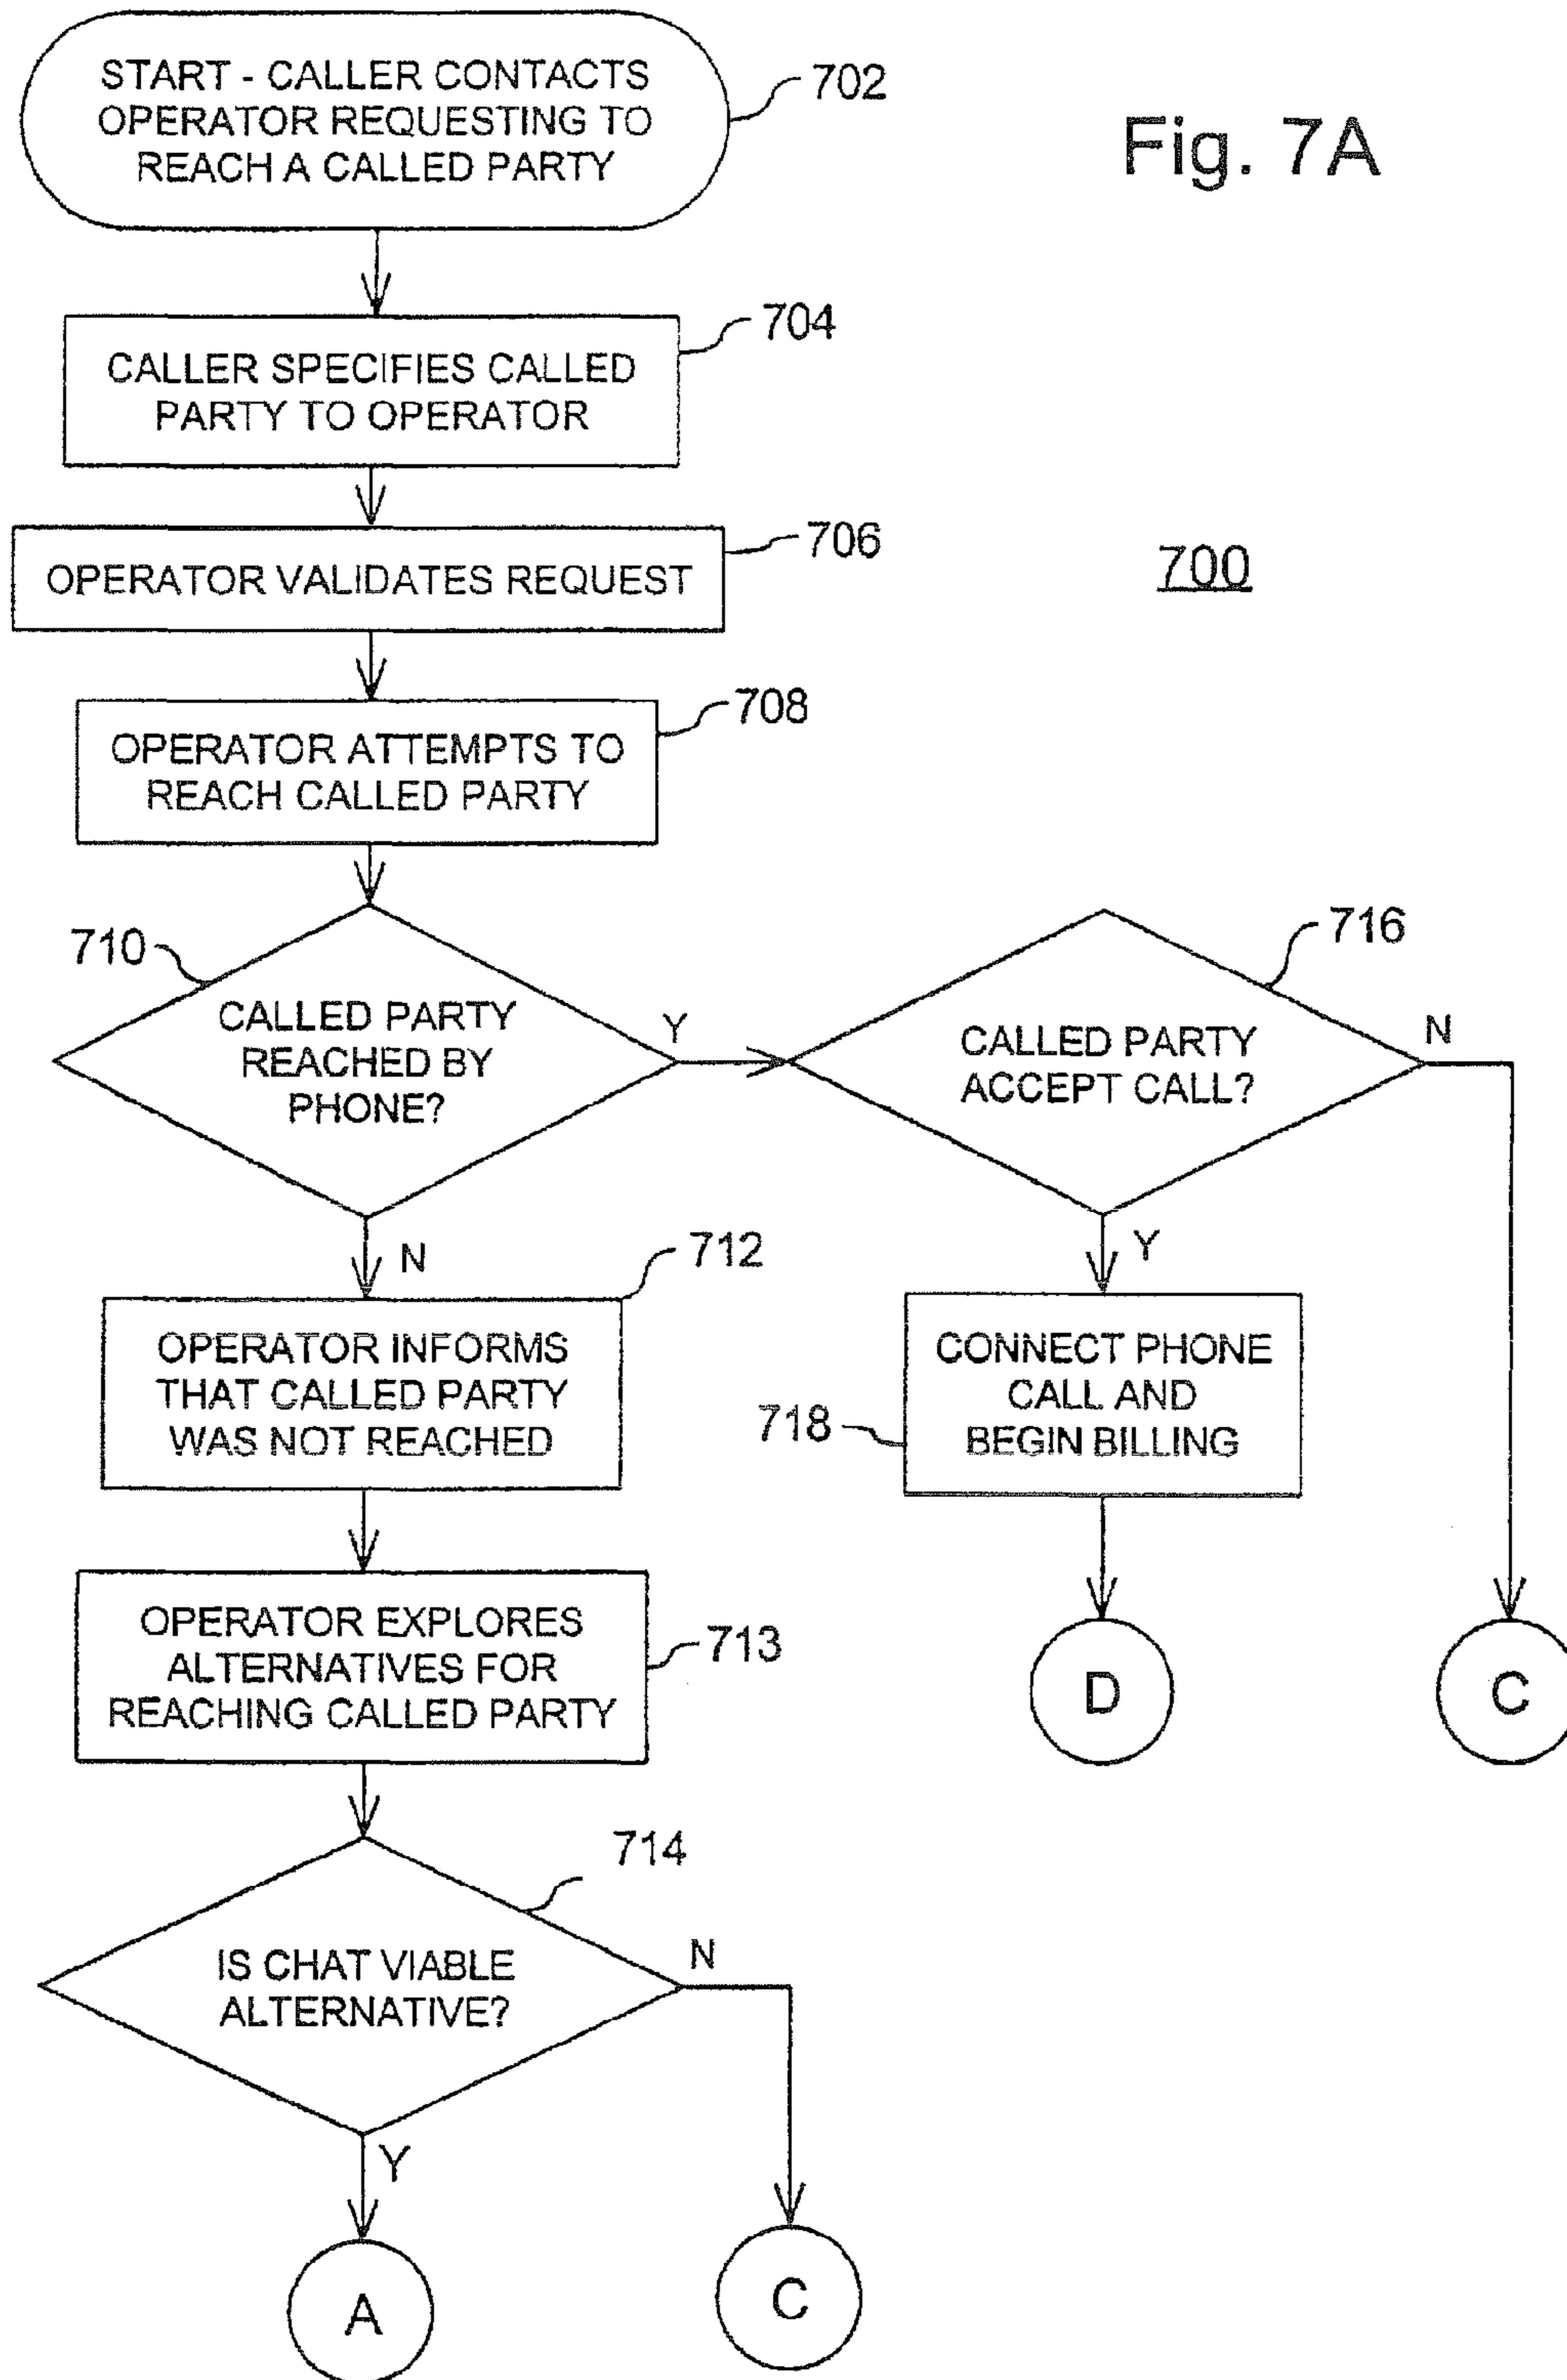 START - CALLER CONTACTS
OPERATOR REQUESTING TO
REACH A CALLED PARTY
702
Fig. 7A
704
CALLER SPECIFIES CALLED
PARTY TO OPERATOR
706
OPERATOR VALIDATES REQUEST
700
708
OPERATOR ATTEMPTS TO
REACH CALLED PARTY
710
CALLED PARTY
REACHED BY
PHONE?
Y
716
CALLED PARTY
ACCEPT CALL?
N
N
712
OPERATOR INFORMS
THAT CALLED PARTY
WAS NOT REACHED
Y
CONNECT PHONE
CALL AND
BEGIN BILLING
718
OPERATOR EXPLORES
ALTERNATIVES FOR
REACHING CALLED PARTY
713
D
C
714
IS CHAT VIABLE
ALTERNATIVE?
N
Y
A
C